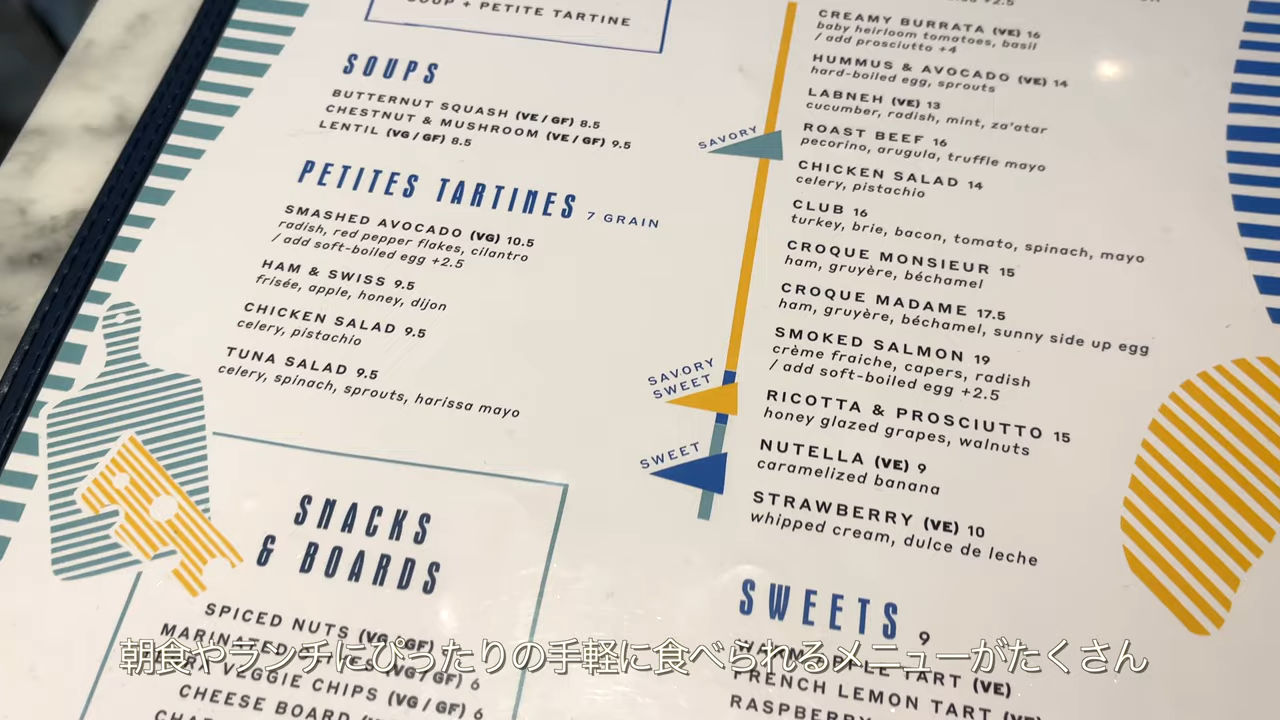 SOUP + PETITE TARTINE
SOUPS
BUTTERNUT SQUASH (VE / GF) 8.5
CHESTNUT & MUSHROOM (VE / GF) 9.5
LENTIL (VG / GF) 8.5
PETITES TARTINES 7 GRAIN
SMASHED AVOCADO (VG) 10.5
radish, red pepper flakes, cilantro
/ add soft-boiled egg +2.5
HAM & SWISS 9.5
frisée, apple, honey, dijon
CHICKEN SALAD 9.5
celery, pistachio
TUNA SALAD 9.5
celery, spinach, sprouts, harissa mayo
SNACKS
& BOARDS
SPICED NUTS (VG / GF)
MARINATED
VEGGIE CHIPS (VG / GF) 6
CHEESE BOARD
SAVORY
SAVORY
SWEET
SWEET
+2.5
CREAMY BURRATA (VE) 16
baby heirloom tomatoes, basil
/ add prosciutto +4
HUMMUS & AVOCADO (VE) 14
hard-boiled egg, sprouts
LABNEH (VE) 13
cucumber, radish, mint, za'atar
ROAST BEEF 16
pecorino, arugula, truffle mayo
CHICKEN SALAD 14
celery, pistachio
CLUB 16
turkey, brie, bacon, tomato, spinach, mayo
CROQUE MONSIEUR 15
ham, gruyère, béchamel
CROQUE MADAME 17.5
ham, gruyère, béchamel, sunny side up egg
SMOKED SALMON 19
crème fraiche, capers, radish
/ add soft-boiled egg +2.5
RICOTTA & PROSCIUTTO 15
honey glazed grapes, walnuts
NUTELLA (VE) 9
caramelized banana
STRAWBERRY (VE) 10
whipped cream, dulce de leche
SWEETS 9
TART (VE)
FRENCH LEMON TART
RASPBERRY
朝食やランチにぴったりの手軽に食べられるメニューがたくさん